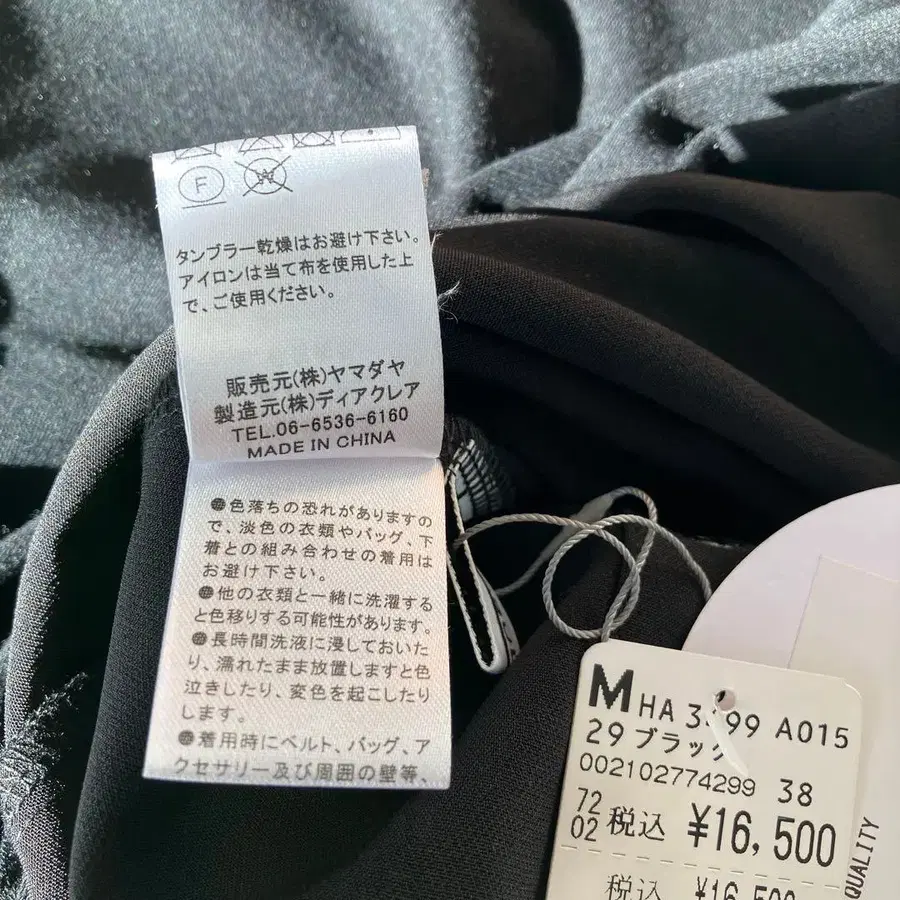 F
W
タンブラー乾燥はお避け下さい。
アイロンは当て布を使用した上
で、ご使用ください。
販売元(株)ヤマダヤ
製造元(株)ディアクレア
TEL.06-6536-6160
MADE IN CHINA
●色落ちの恐れがありますの
で、淡色の衣類やバッグ、下
着との組み合わせの着用は
お避け下さい。
●他の衣類と一緒に洗濯する
と色移りする可能性があります。
●長時間洗液に浸しておいた
り、濡れたまま放置しますと色
泣きしたり、変色を起こしたり
します。
●着用時にベルト、バッグ、ア
クセサリー及び周囲の壁等、
M HA A015
29 ブラック
002102774299 38
72
02 税込 ¥16,500
税込 ¥16,500
QUALITY